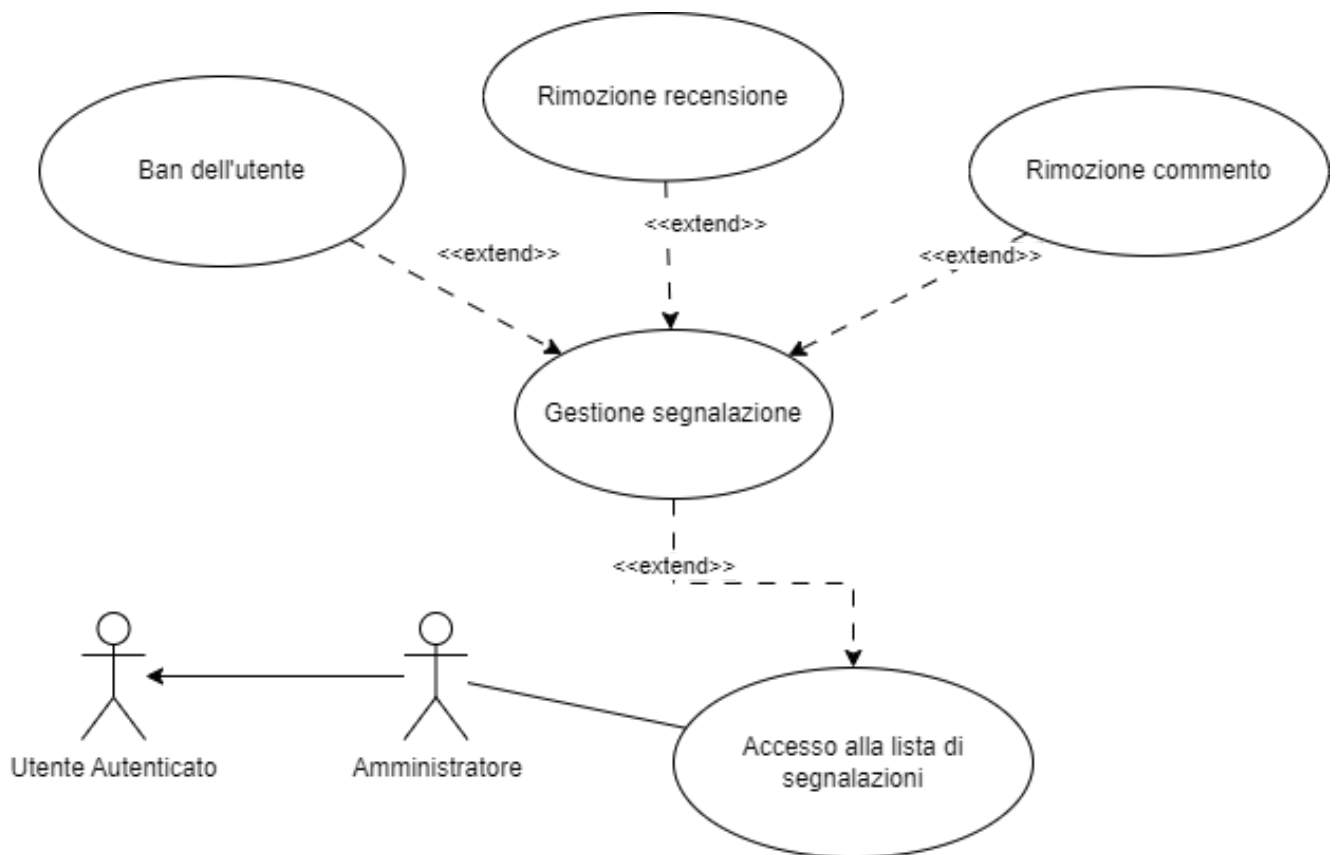 Rimozione recensione
Ban dell'utente
Rimozione commento
<<extend>>
<<extend>>
<<extend>>
Gestione segnalazione
<<extend>>
Utente Autenticato
Amministratore
Accesso alla lista di
segnalazioni